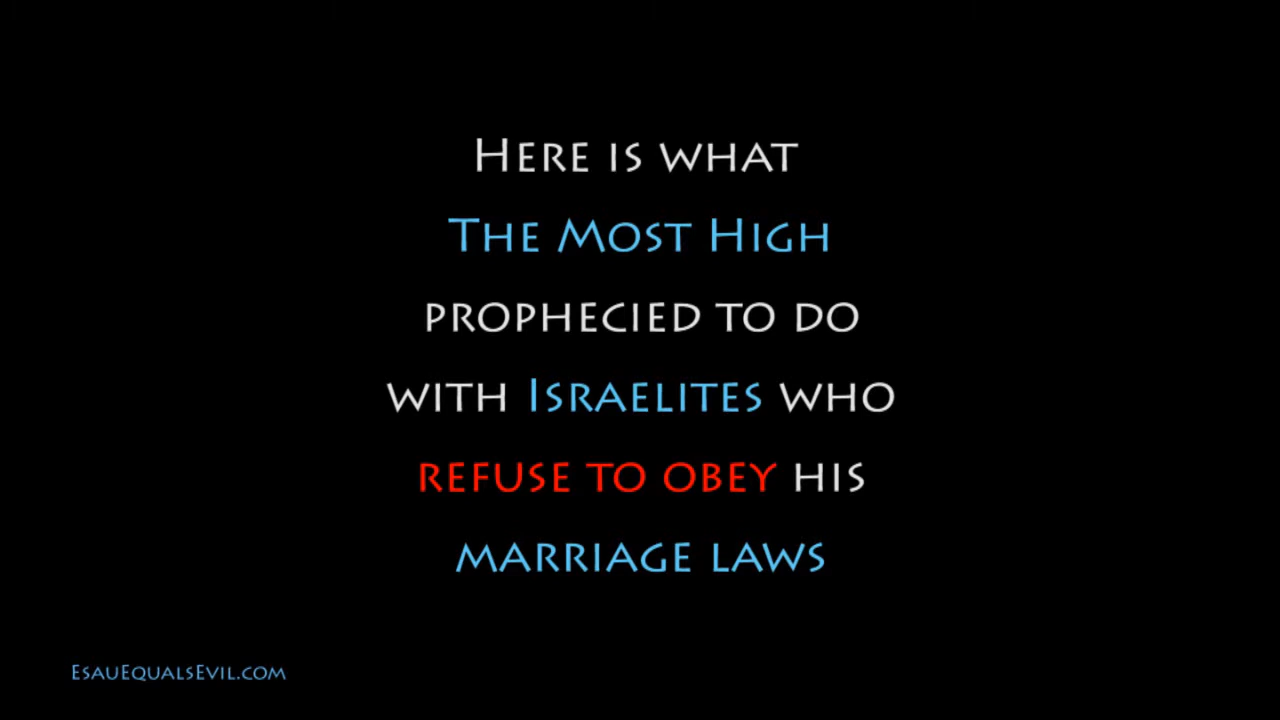 Here is what
The Most High
prophecied to do
with Israelites who
refuse to obey his
marriage laws
EsauEqualsEvil.com